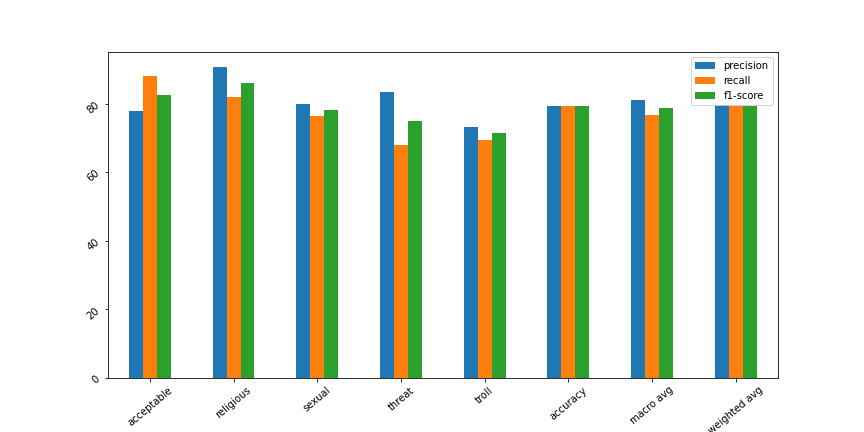 precision
recall
f1-score
80
60
40
20
0
acceptable
religious
sexual
threat
troll
accuracy
macro avg
weighted avg